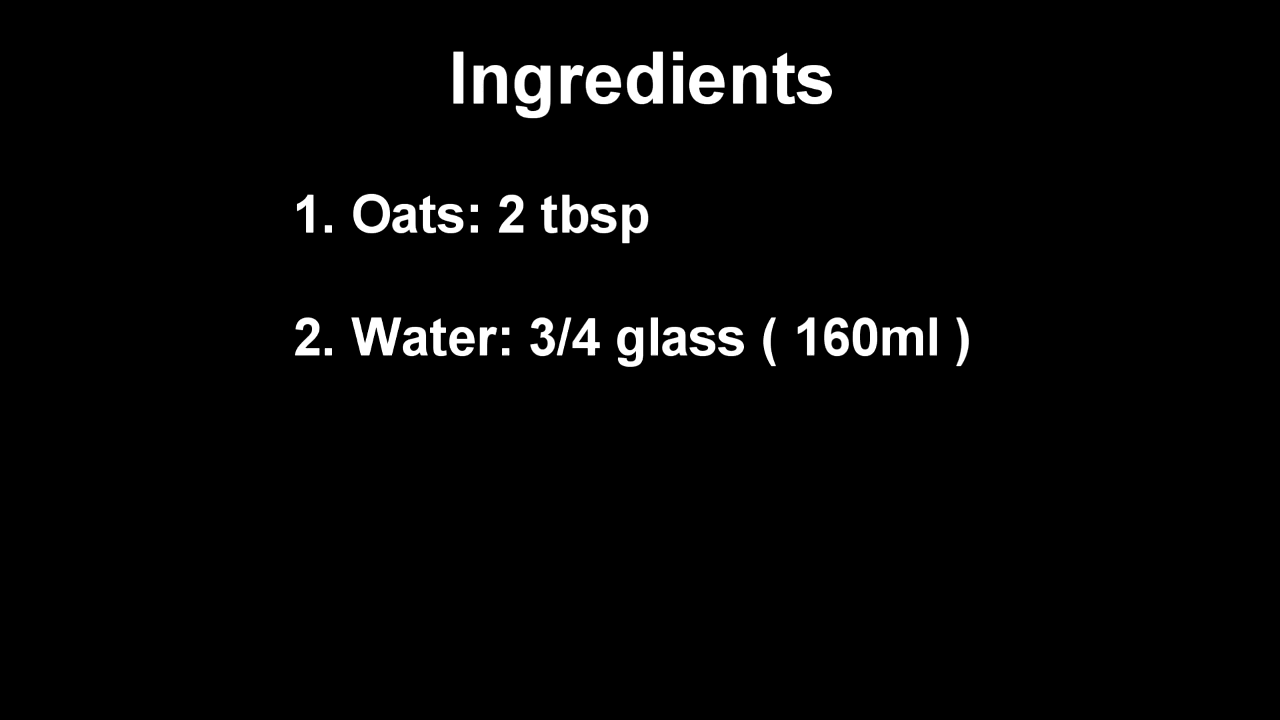 Ingredients
1. Oats: 2 tbsp
2. Water: 3/4 glass ( 160ml )